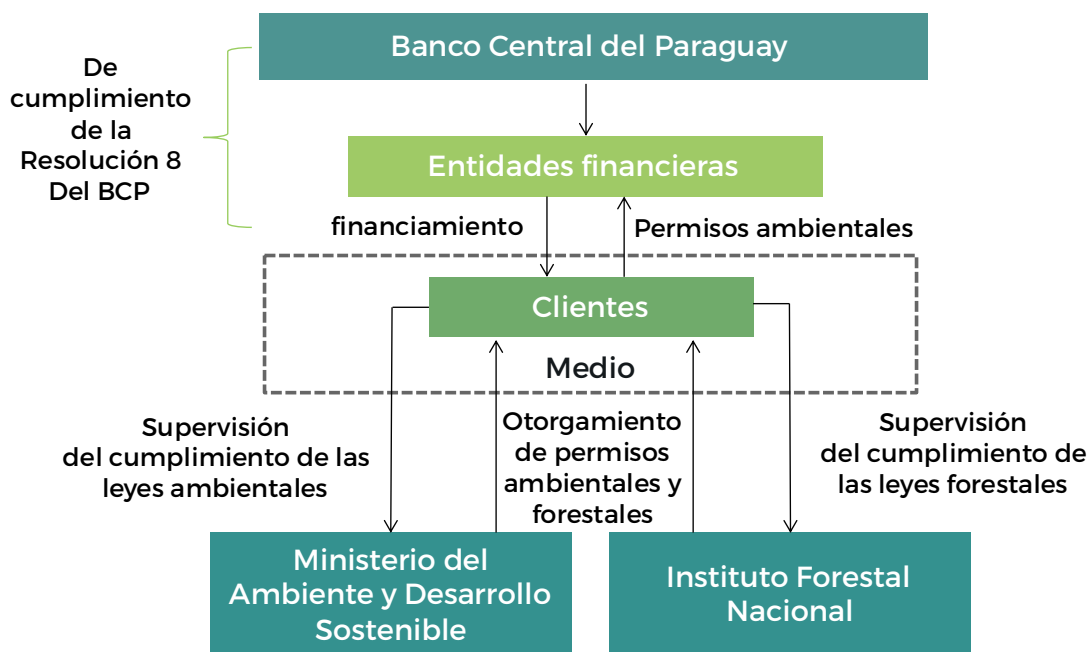 Banco Central del Paraguay
De
cumplimiento
de la
Resolución 8
Del BCP
Entidades financieras
financiamiento
Permisos ambientales
Clientes
Medio
Supervisión
del cumplimiento de las
leyes ambientales
Otorgamiento
de permisos
ambientales y
forestales
Supervisión
del cumplimiento de
las leyes forestales
Ministerio del
Ambiente y Desarrollo
Sostenible
Instituto Forestal
Nacional